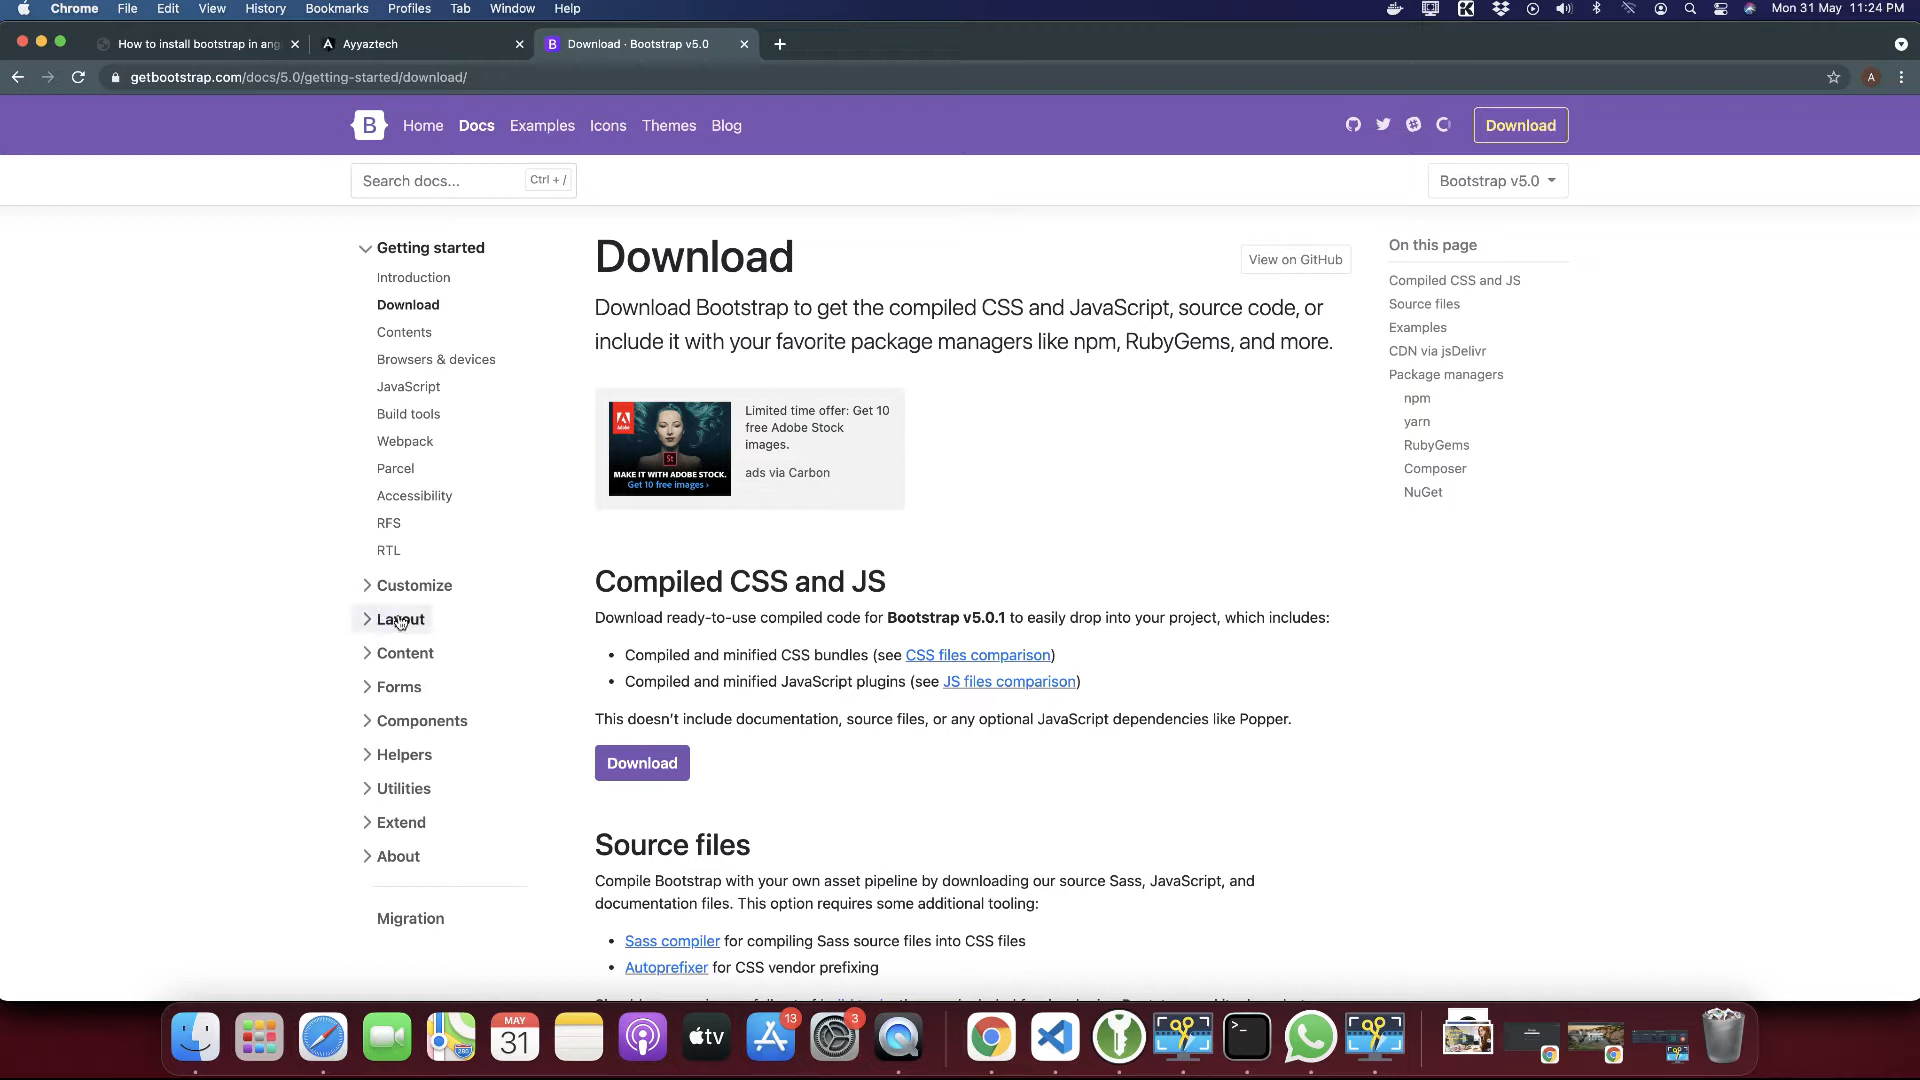 Chrome File Edit View History Bookmarks Profiles Tab Window Help Mon 31 May 11:24 PM
How to install bootstrap in ang Ayyaztech Download · Bootstrap v5.0
getbootstrap.com/docs/5.0/getting-started/download/ A
B Home Docs Examples Icons Themes Blog Download
Search docs... Ctrl + / Bootstrap v5.0
Getting started
Introduction
Download
Contents
Browsers & devices
JavaScript
Build tools
Webpack
Parcel
Accessibility
RFS
RTL
Customize
Layout
Content
Forms
Components
Helpers
Utilities
Extend
About
Migration
Download
View on GitHub
Download Bootstrap to get the compiled CSS and JavaScript, source code, or
include it with your favorite package managers like npm, RubyGems, and more.
Adobe
St
MAKE IT WITH ADOBE STOCK.
Get 10 free images ›
Limited time offer: Get 10
free Adobe Stock
images.
ads via Carbon
Compiled CSS and JS
Download ready-to-use compiled code for Bootstrap v5.0.1 to easily drop into your project, which includes:
• Compiled and minified CSS bundles (see CSS files comparison)
• Compiled and minified JavaScript plugins (see JS files comparison)
This doesn't include documentation, source files, or any optional JavaScript dependencies like Popper.
Download
Source files
Compile Bootstrap with your own asset pipeline by downloading our source Sass, JavaScript, and
documentation files. This option requires some additional tooling:
• Sass compiler for compiling Sass source files into CSS files
• Autoprefixer for CSS vendor prefixing
On this page
Compiled CSS and JS
Source files
Examples
CDN via jsDelivr
Package managers
npm
yarn
RubyGems
Composer
NuGet
MAY
31
tv
13
3
>_